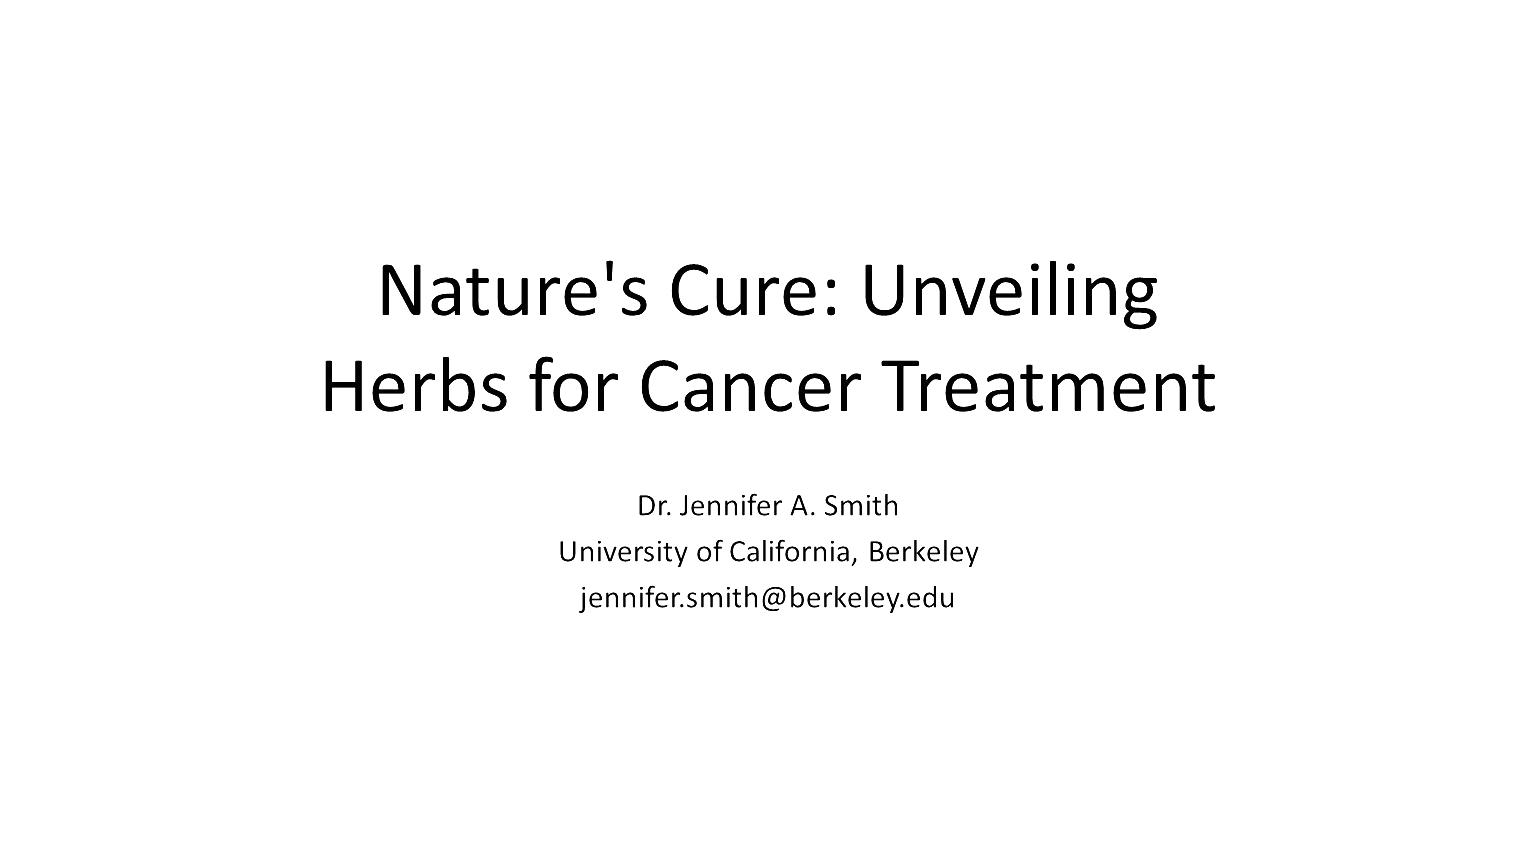 Nature's Cure: Unveiling
Herbs for Cancer Treatment
Dr. Jennifer A. Smith
University of California, Berkeley
jennifer.smith@berkeley.edu